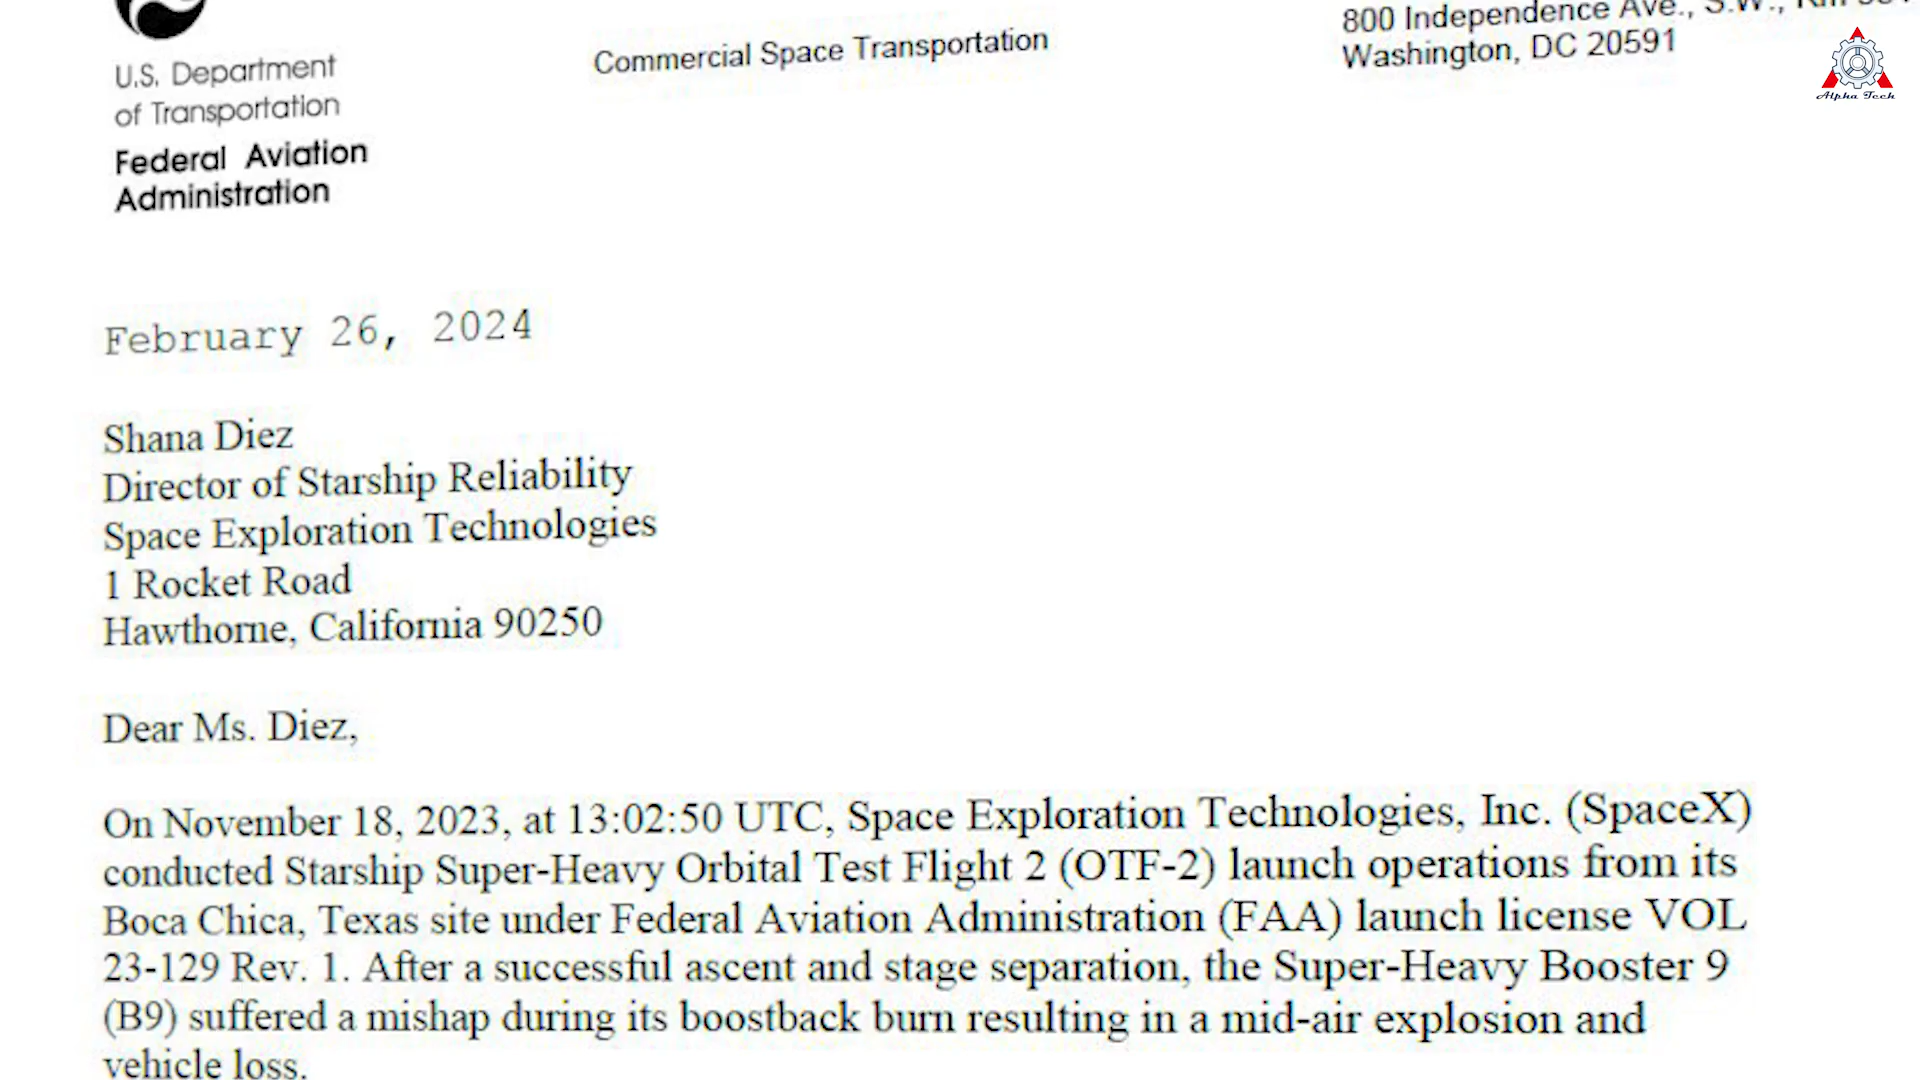 800 Independence Ave., S.W.,
Commercial Space Transportation
Washington, DC 20591
Alpha Tech
U.S. Department
of Transportation
Federal Aviation
Administration
February 26, 2024
Shana Diez
Director of Starship Reliability
Space Exploration Technologies
1 Rocket Road
Hawthorne, California 90250
Dear Ms. Diez,
On November 18, 2023, at 13:02:50 UTC, Space Exploration Technologies, Inc. (SpaceX)
conducted Starship Super-Heavy Orbital Test Flight 2 (OTF-2) launch operations from its
Boca Chica, Texas site under Federal Aviation Administration (FAA) launch license VOL
23-129 Rev. 1. After a successful ascent and stage separation, the Super-Heavy Booster 9
(B9) suffered a mishap during its boostback burn resulting in a mid-air explosion and
vehicle loss.